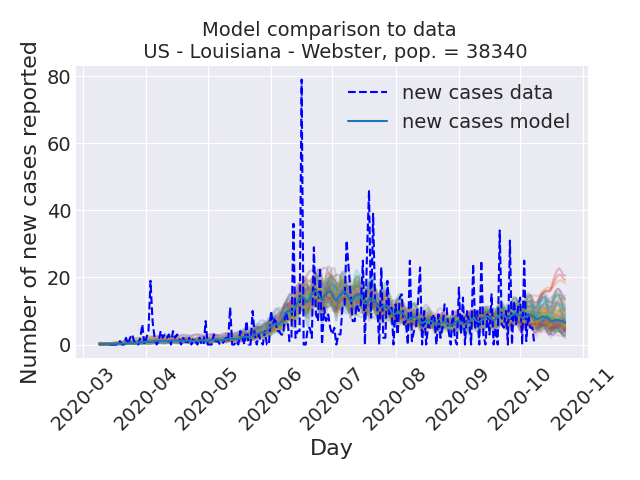 Model comparison to data
US - Louisiana - Webster, pop. = 38340
Number of new cases reported
80
60
40
20
0
new cases data
new cases model
2020-03
2020-04
2020-05
2020-06
2020-07
2020-08
2020-09
2020-10
2020-11
Day